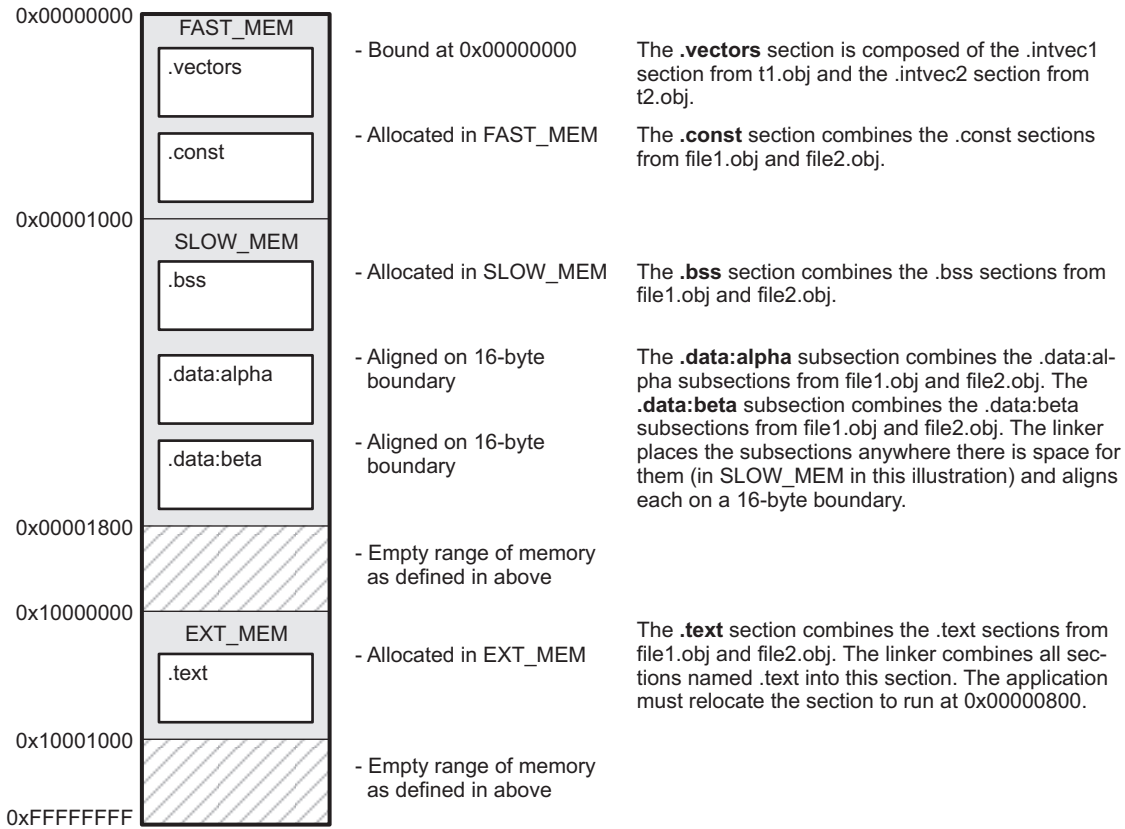 0x00000000
FAST_MEM
.vectors
- Bound at 0x00000000
The .vectors section is composed of the .intvec1
section from t1.obj and the .intvec2 section from
t2.obj.
.const
- Allocated in FAST_MEM
The .const section combines the .const sections
from file1.obj and file2.obj.
0x00001000
SLOW_MEM
.bss
- Allocated in SLOW_MEM
The .bss section combines the .bss sections from
file1.obj and file2.obj.
.data:alpha
- Aligned on 16-byte
boundary
The .data:alpha subsection combines the .data:al-
pha subsections from file1.obj and file2.obj. The
.data:beta subsection combines the .data:beta
subsections from file1.obj and file2.obj. The linker
places the subsections anywhere there is space for
them (in SLOW_MEM in this illustration) and aligns
each on a 16-byte boundary.
.data:beta
- Aligned on 16-byte
boundary
0x00001800
- Empty range of memory
as defined in above
0x10000000
EXT_MEM
.text
- Allocated in EXT_MEM
The .text section combines the .text sections from
file1.obj and file2.obj. The linker combines all sec-
tions named .text into this section. The application
must relocate the section to run at 0x00000800.
0x10001000
- Empty range of memory
as defined in above
0xFFFFFFFF